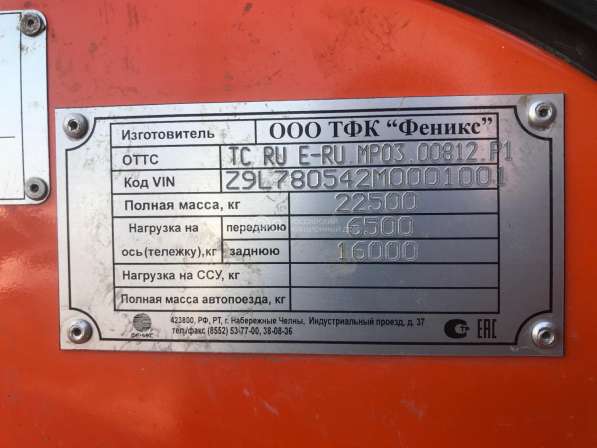 Изготовитель ООО ТФК “Феникс”
ОТТС TC RU E-RU.MP03.00812.P1
Код VIN Z9L780542M0001001
Полная масса, кг 22500
Нагрузка на переднюю 6500
ось(тележку),кг заднюю 16000
Нагрузка на ССУ, кг
Полная масса автопоезда, кг
423800, РФ, РТ, г. Набережные Челны, Индустриальный проезд, д. 37
тел/факс (8552) 53-77-00, 38-08-36
ФЕНИКС
EAC